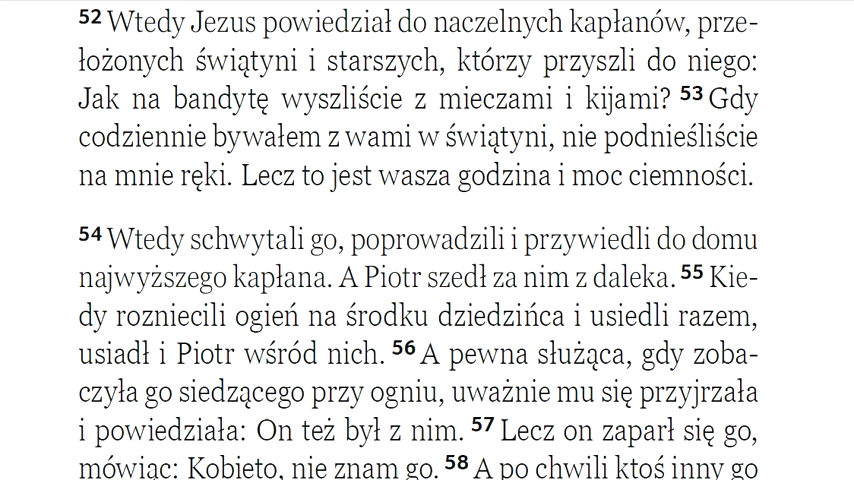 52 Wtedy Jezus powiedział do naczelnych kapłanów, prze-
łożonych świątyni i starszych, którzy przyszli do niego:
Jak na bandytę wyszliście z mieczami i kijami? 53 Gdy
codziennie bywałem z wami w świątyni, nie podnieśliście
na mnie ręki. Lecz to jest wasza godzina i moc ciemności.
54 Wtedy schwytali go, poprowadzili i przywiedli do domu
najwyższego kapłana. A Piotr szedł za nim z daleka. 55 Kie-
dy rozniecili ogień na środku dziedzińca i usiedli razem,
usiadł i Piotr wśród nich. 56 A pewna służąca, gdy zoba-
czyła go siedzącego przy ogniu, uważnie mu się przyjrzała
i powiedziała: On też był z nim. 57 Lecz on zaparł się go,
mówiąc: Kobieto, nie znam go. 58 A po chwili ktoś inny go